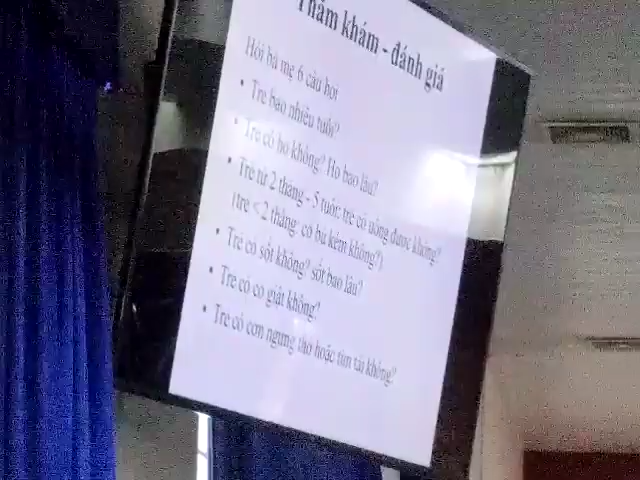 Thăm khám - đánh giá
Hỏi bà mẹ 6 câu hỏi
• Trẻ bao nhiêu tuổi?
• Trẻ có ho không? Ho bao lâu?
• Trẻ từ 2 tháng - 5 tuổi: trẻ có uống được không?
(trẻ < 2 tháng: có bú kém không?)
• Trẻ có sốt không? sốt bao lâu?
• Trẻ có co giật không?
• Trẻ có cơn ngưng thở hoặc tím tái không?